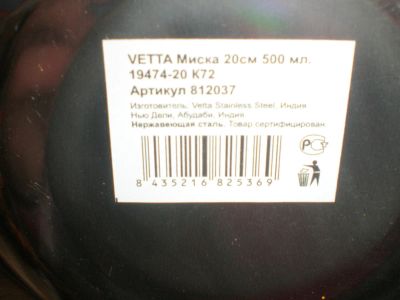 VETTA Миска 20см 500 мл.
19474-20 K72
Артикул 812037
Изготовитель: Vetta Stainless Steel, Индия
Нью Дели, Абудаби, Индия
Нержавеющая сталь. Товар сертифицирован.
8 435216 825369